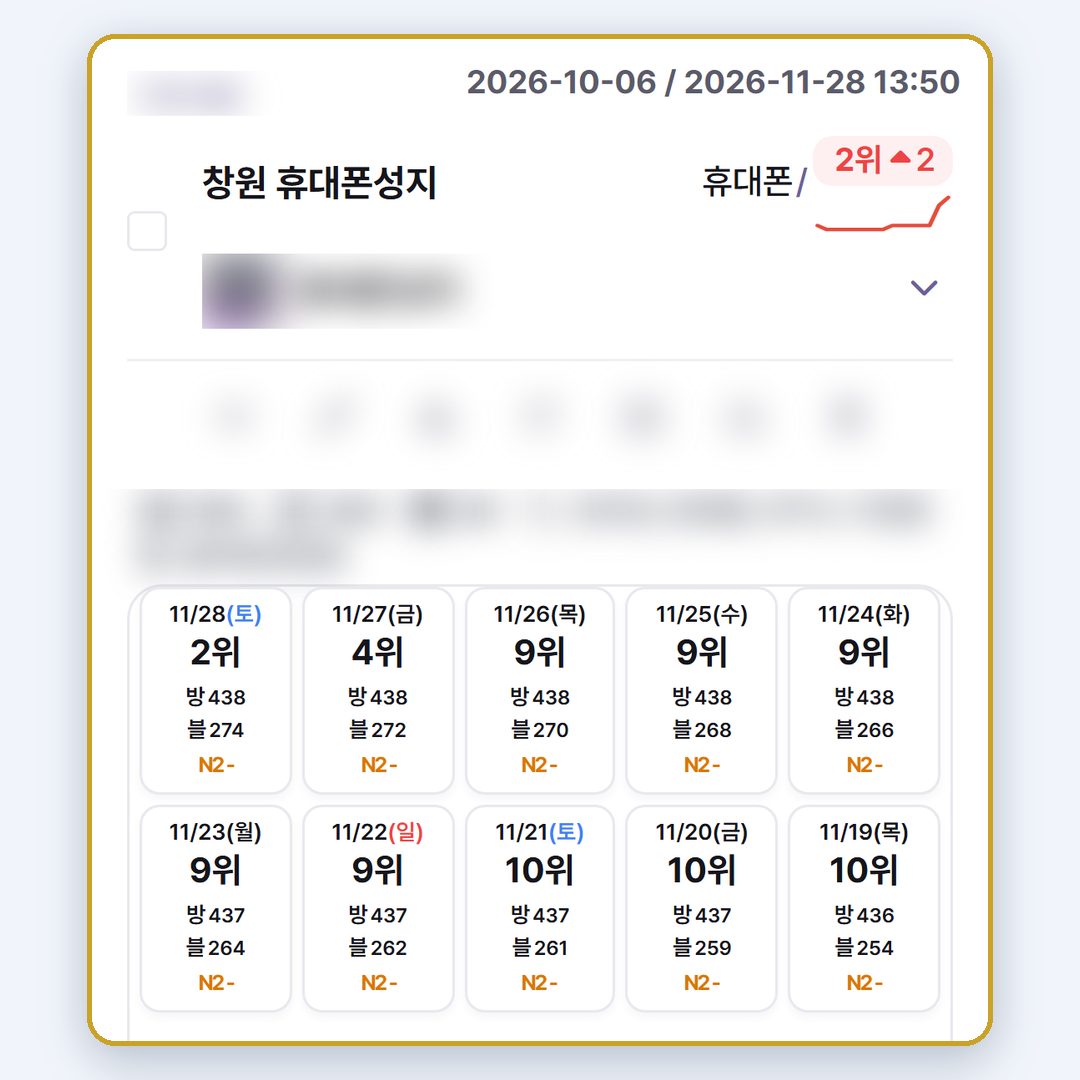 2026-10-06 / 2026-11-28 13:50
창원 휴대폰성지
휴대폰/
2위 ▲ 2
11/28(토) 11/27(금) 11/26(목) 11/25(수) 11/24(화)
2위 4위 9위 9위 9위
방438 방438 방438 방438 방438
블274 블272 블270 블268 블266
N2- N2- N2- N2- N2-
11/23(월) 11/22(일) 11/21(토) 11/20(금) 11/19(목)
9위 9위 10위 10위 10위
방437 방437 방437 방437 방436
블264 블262 블261 블259 블254
N2- N2- N2- N2- N2-